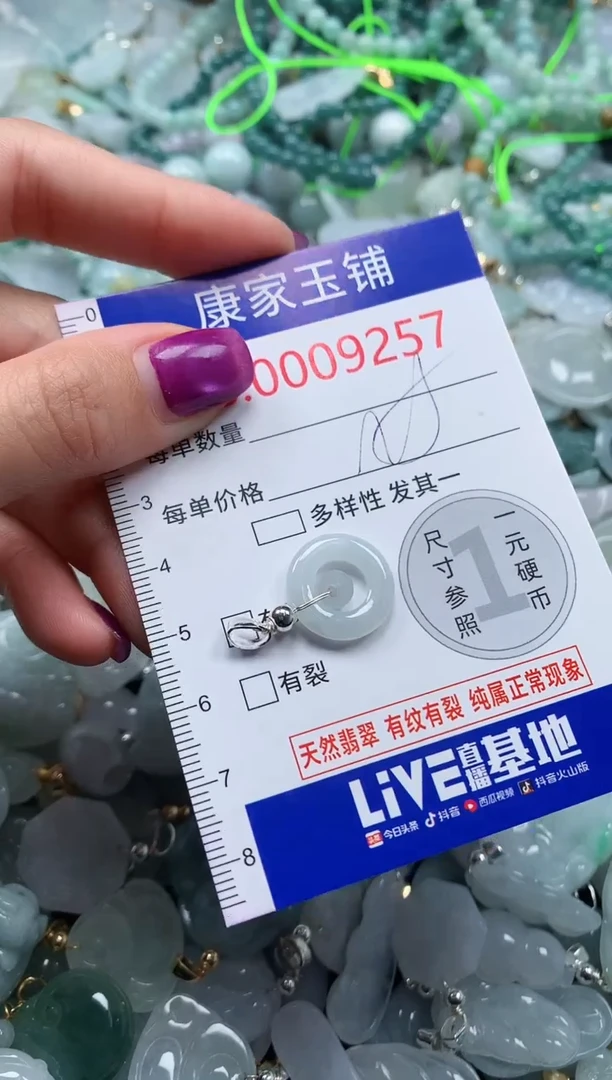 0
康家玉铺
.0009257
每单数量
3
每单价格
多样性 发其一
4
尺寸参照
1
一元硬币
5
6
有裂
天然翡翠 有纹有裂 纯属正常现象
7
LiVE直播基地
今日头条 抖音 西瓜视频 抖音火山版
8